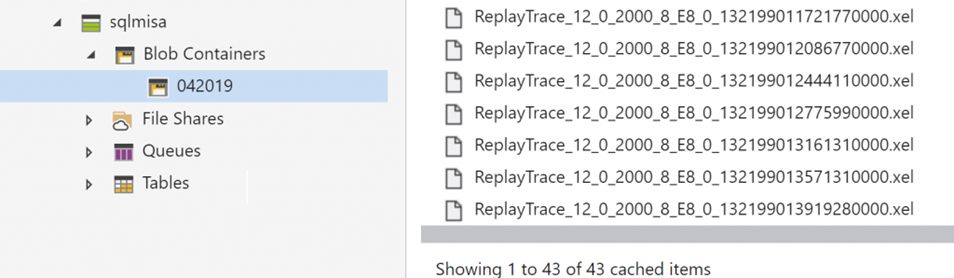 sqlmisa
Blob Containers
042019
File Shares
Queues
Tables
ReplayTrace_12_0_2000_8_E8_0_132199011721770000.xel
ReplayTrace_12_0_2000_8_E8_0_132199012086770000.xel
ReplayTrace_12_0_2000_8_E8_0_132199012444110000.xel
ReplayTrace_12_0_2000_8_E8_0_132199012775990000.xel
ReplayTrace_12_0_2000_8_E8_0_132199013161310000.xel
ReplayTrace_12_0_2000_8_E8_0_132199013571310000.xel
ReplayTrace_12_0_2000_8_E8_0_132199013919280000.xel
Showing 1 to 43 of 43 cached items